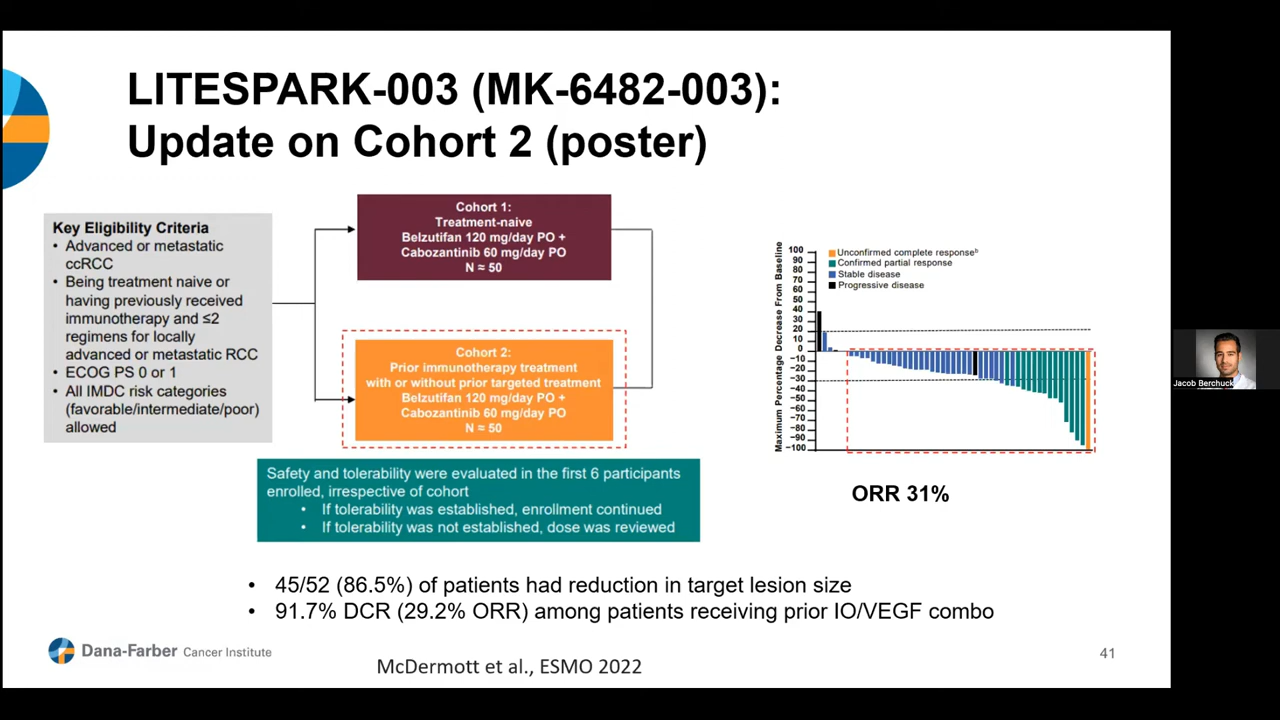 LITESPARK-003 (MK-6482-003):
Update on Cohort 2 (poster)
Key Eligibility Criteria
• Advanced or metastatic
ccRCC
• Being treatment naive or
having previously received
immunotherapy and ≤2
regimens for locally
advanced or metastatic RCC
• ECOG PS 0 or 1
• All IMDC risk categories
(favorable/intermediate/poor)
allowed
Cohort 1:
Treatment-naive
Belzutifan 120 mg/day PO +
Cabozantinib 60 mg/day PO
N ≈ 50
Cohort 2:
Prior immunotherapy treatment
with or without prior targeted treatment
Belzutifan 120 mg/day PO +
Cabozantinib 60 mg/day PO
N ≈ 50
Safety and tolerability were evaluated in the first 6 participants
enrolled, irrespective of cohort
• If tolerability was established, enrollment continued
• If tolerability was not established, dose was reviewed
Maximum Percentage Decrease From Baseline
100
90
80
70
60
50
40
30
20
10
0
−10
−20
−30
−40
−50
−60
−70
−80
−90
−100
Unconfirmed complete responseᵇ
Confirmed partial response
Stable disease
Progressive disease
ORR 31%
• 45/52 (86.5%) of patients had reduction in target lesion size
• 91.7% DCR (29.2% ORR) among patients receiving prior IO/VEGF combo
Dana-Farber Cancer Institute
McDermott et al., ESMO 2022
41
Jacob Berchuck